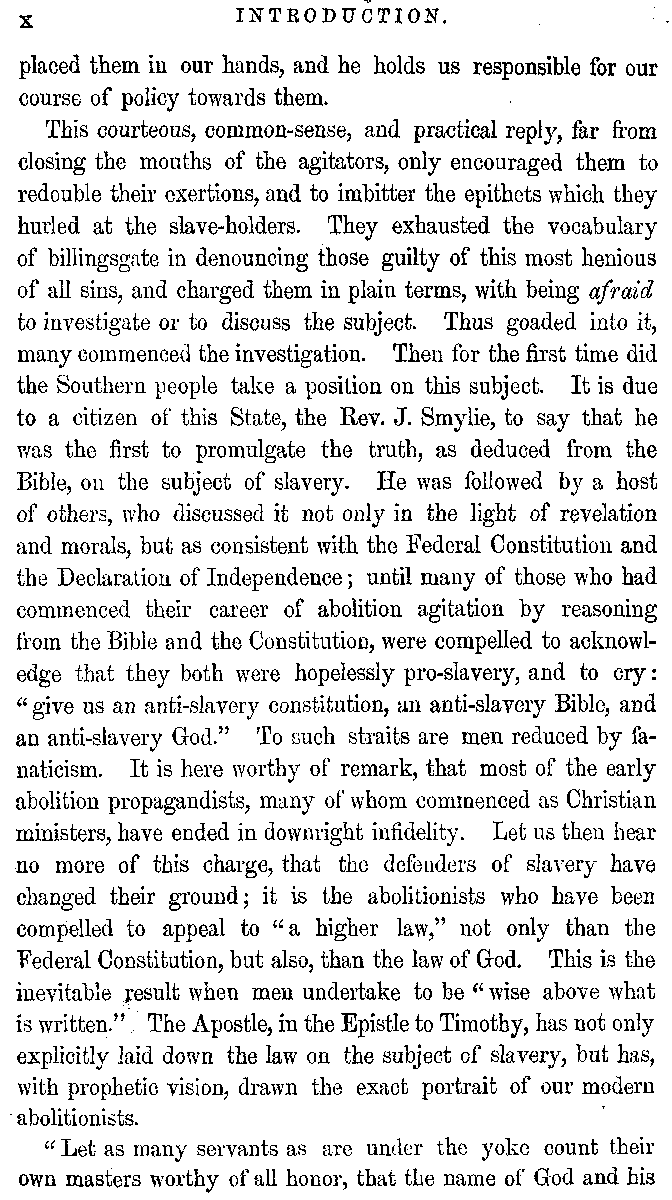 x INTRODUCTION.
placed them in our hands, and he holds us responsible for our
course of policy towards them.
This courteous, common-sense, and practical reply, far from
closing the mouths of the agitators, only encouraged them to
redouble their exertions, and to imbitter the epithets which they
hurled at the slave-holders. They exhausted the vocabulary
of billingsgate in denouncing those guilty of this most henious
of all sins, and charged them in plain terms, with being afraid
to investigate or to discuss the subject. Thus goaded into it,
many commenced the investigation. Then for the first time did
the Southern people take a position on this subject. It is due
to a citizen of this State, the Rev. J. Smylie, to say that he
was the first to promulgate the truth, as deduced from the
Bible, on the subject of slavery. He was followed by a host
of others, who discussed it not only in the light of revelation
and morals, but as consistent with the Federal Constitution and
the Declaration of Independence; until many of those who had
commenced their career of abolition agitation by reasoning
from the Bible and the Constitution, were compelled to acknowl-
edge that they both were hopelessly pro-slavery, and to cry:
"give us an anti-slavery constitution, an anti-slavery Bible, and
an anti-slavery God." To such straits are men reduced by fa-
naticism. It is here worthy of remark, that most of the early
abolition propagandists, many of whom commenced as Christian
ministers, have ended in downright infidelity. Let us then hear
no more of this charge, that the defenders of slavery have
changed their ground; it is the abolitionists who have been
compelled to appeal to "a higher law," not only than the
Federal Constitution, but also, than the law of God. This is the
inevitable result when men undertake to be "wise above what
is written." The Apostle, in the Epistle to Timothy, has not only
explicitly laid down the law on the subject of slavery, but has,
with prophetic vision, drawn the exact portrait of our modern
abolitionists.
"Let as many servants as are under the yoke count their
own masters worthy of all honor, that the name of God and his